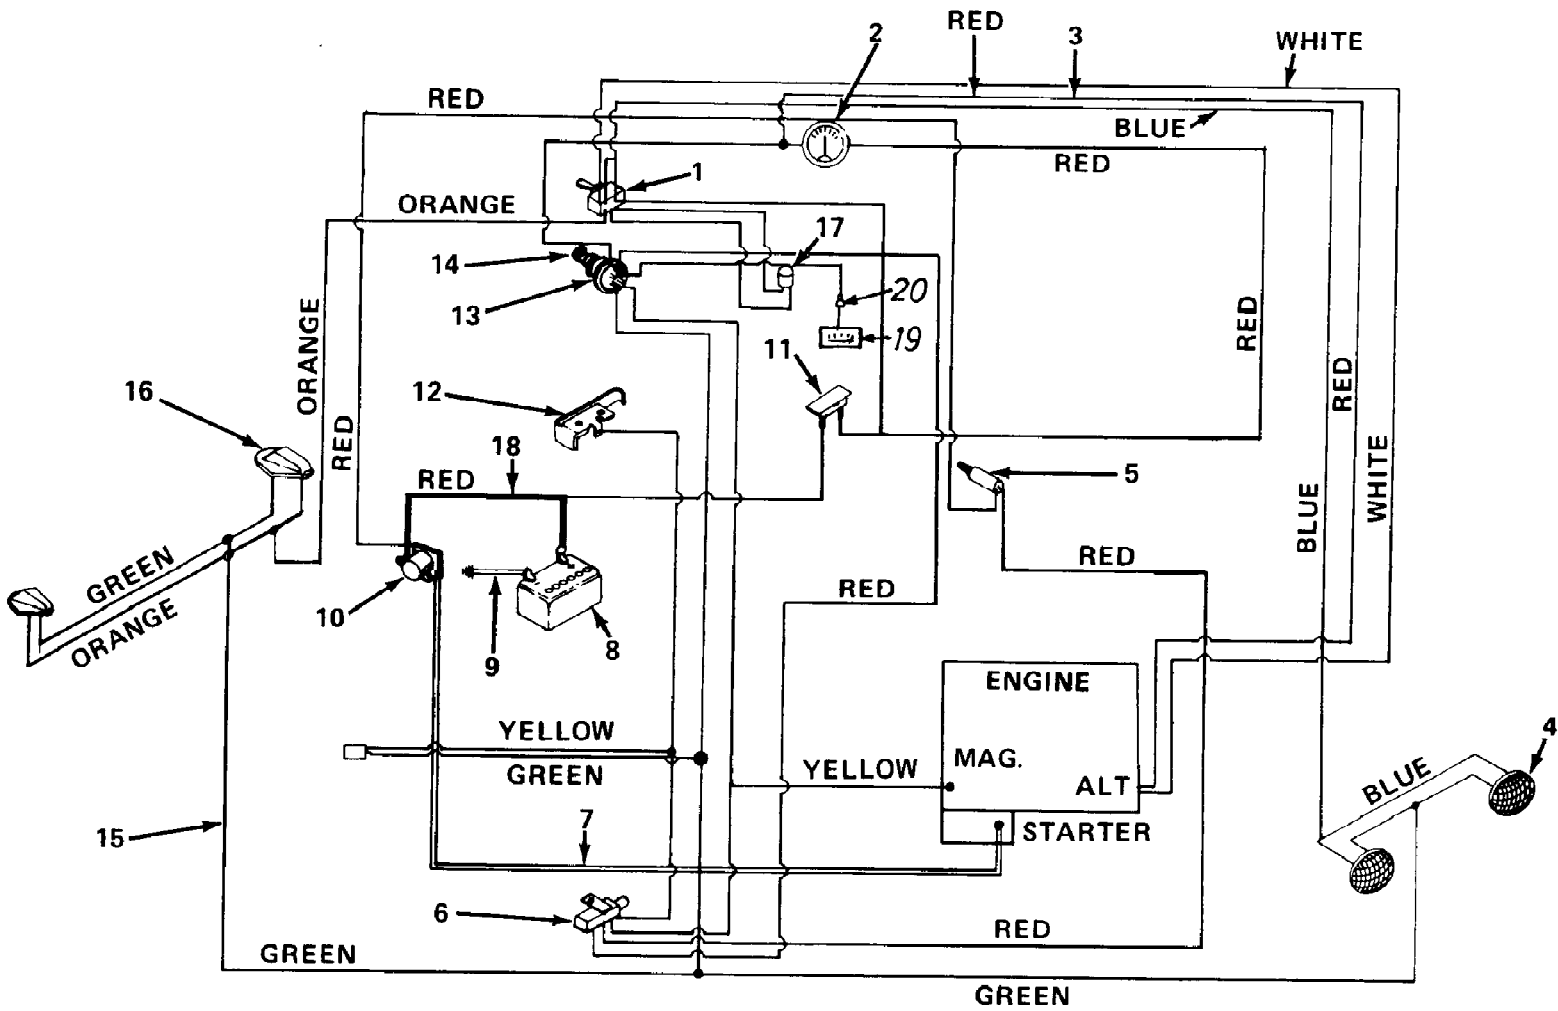 RED
2
3
WHITE
RED
BLUE
RED
1
ORANGE
17
14
20
13
19
RED
11
ORANGE
16
12
RED
RED
18
WHITE
RED
5
BLUE
GREEN
RED
RED
10
ORANGE
9
8
ENGINE
YELLOW
4
MAG.
GREEN
YELLOW
ALT
BLUE
15
7
STARTER
6
RED
GREEN
GREEN